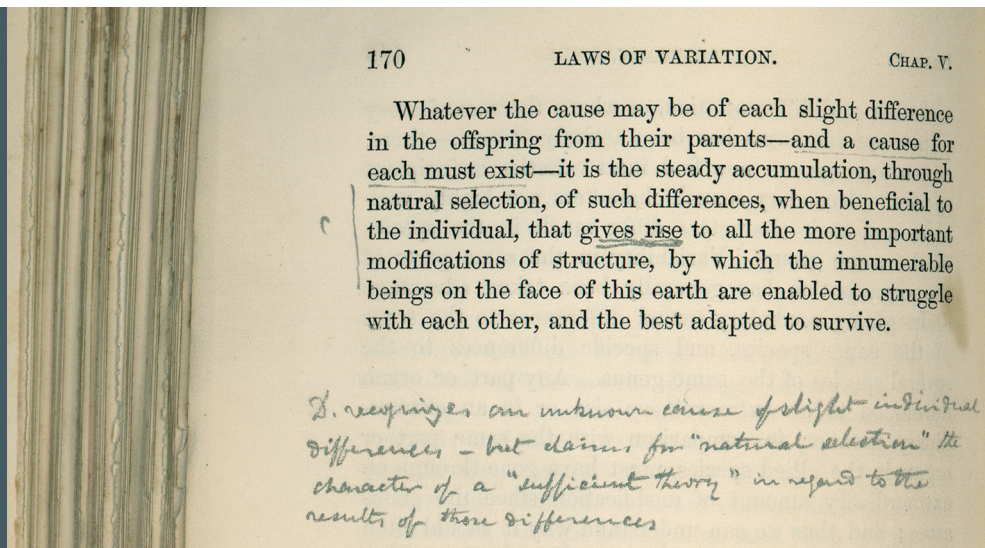 170 LAWS OF VARIATION. CHAP. V.
Whatever the cause may be of each slight difference
in the offspring from their parents—and a cause for
each must exist—it is the steady accumulation, through
natural selection, of such differences, when beneficial to
the individual, that gives rise to all the more important
modifications of structure, by which the innumerable
beings on the face of this earth are enabled to struggle
with each other, and the best adapted to survive.
D. recognizes an unknown cause of slight individual
differences – but claims for "natural selection" the
character of a "sufficient theory" in regard to the
results of those differences